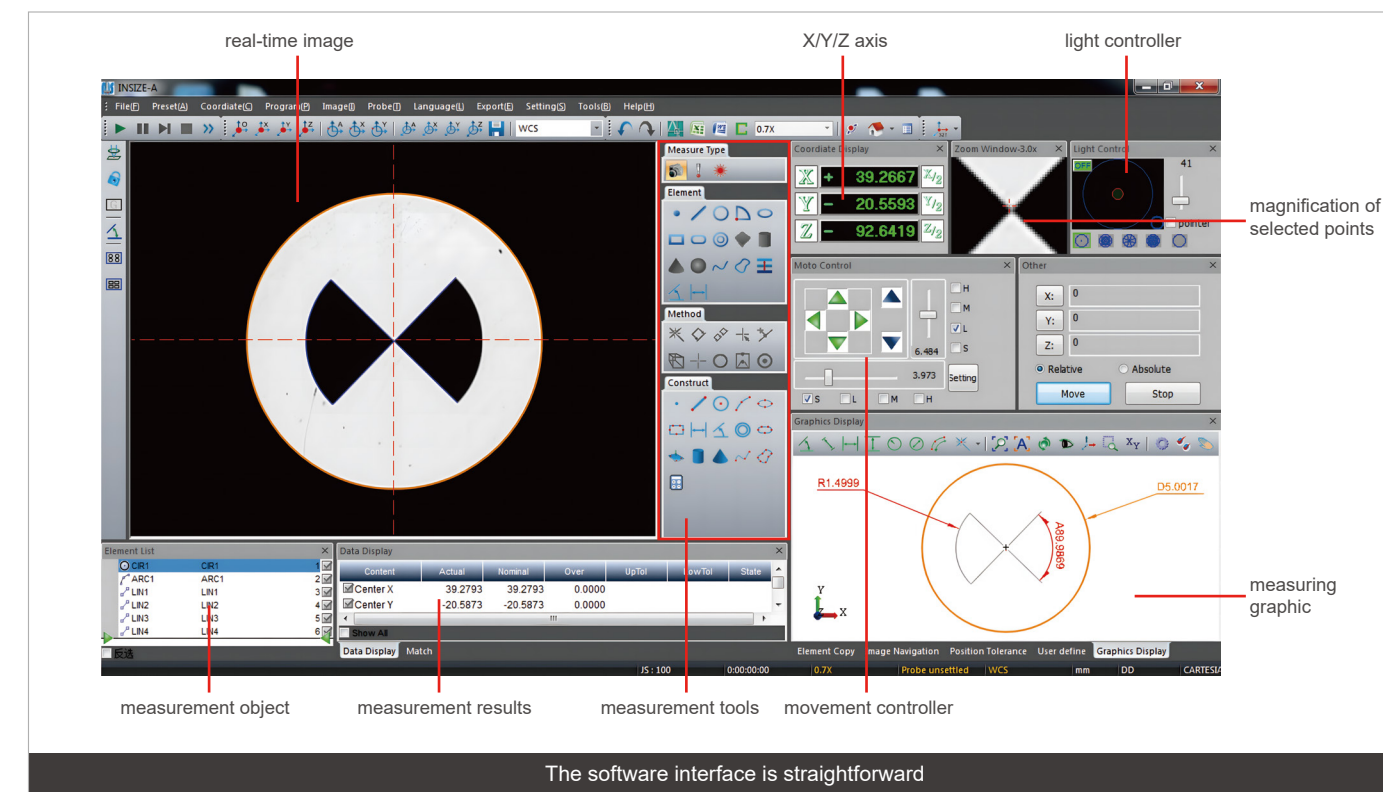 real-time image
X/Y/Z axis
light controller
INSIZE-A
File(F) Preset(A) Coordiate(C) Program(P) Image(I) Probe(T) Language(L) Export(E) Setting(S) Tools(B) Help(H)
WCS
0.7X
Measure Type
Element
Method
Construct
Coordiate Display
X + 39.2667 X/2
Y - 20.5593 Y/2
Z - 92.6419 Z/2
Zoom Window-3.0x
Light Control
OFF
41
pointer
magnification of
selected points
Moto Control
H
M
L
S
6.484
3.973
Setting
S L M H
Other
X: 0
Y: 0
Z: 0
Relative Absolute
Move Stop
Graphics Display
R1.4999
D5.0017
A89.9869
Y
Z X
measuring
graphic
Element List
CIR1 CIR1 1
ARC1 ARC1 2
LIN1 LIN1 3
LIN2 LIN2 4
LIN3 LIN3 5
LIN4 LIN4 6
反选
Data Display
Content Actual Nominal Over UpTol LowTol State
Center X 39.2793 39.2793 0.0000
Center Y -20.5873 -20.5873 0.0000
Show All
Data Display Match
Element Copy Image Navigation Position Tolerance User define Graphics Display
JS : 100 0:00:00:00 0.7X Probe unsettled WCS mm DD CARTESIA
measurement object
measurement results
measurement tools
movement controller
The software interface is straightforward